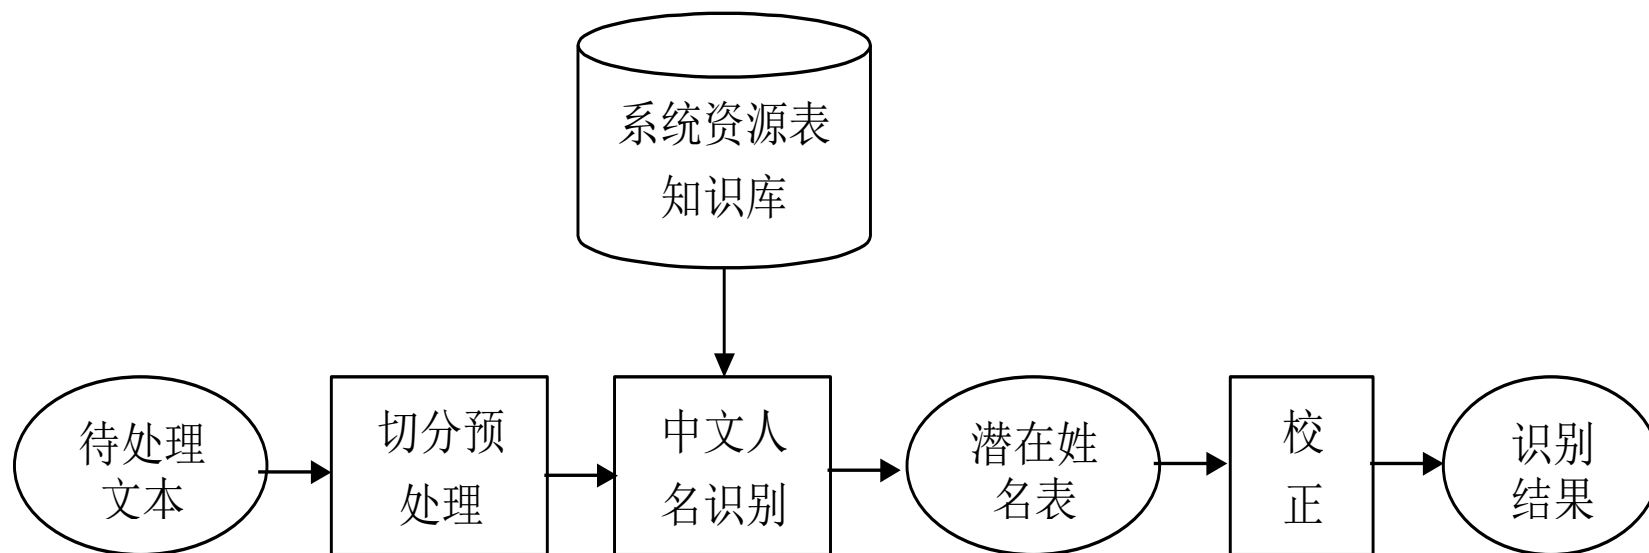 系统资源表
知识库
待处理
文本
切分预
处理
中文人
名识别
潜在姓
名表
校
正
识别
结果